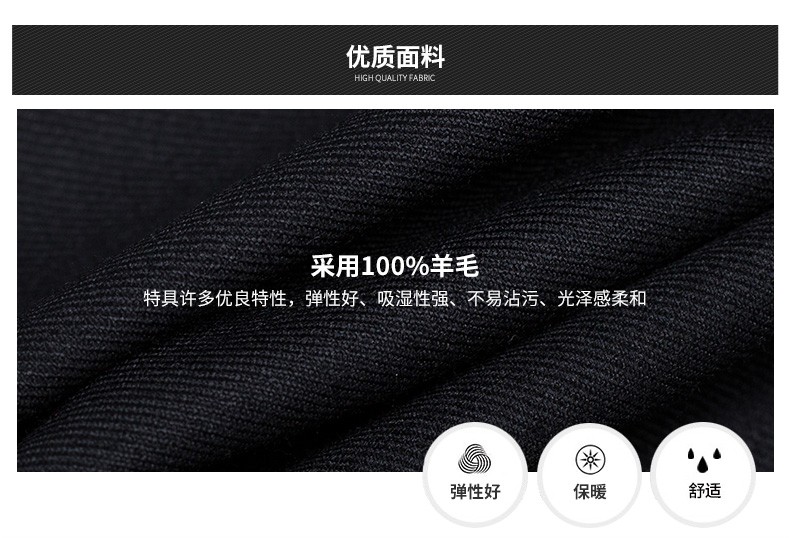 优质面料
HIGH QUALITY FABRIC
采用100%羊毛
特具许多优良特性，弹性好、吸湿性强、不易沾污、光泽感柔和
弹性好
保暖
舒适